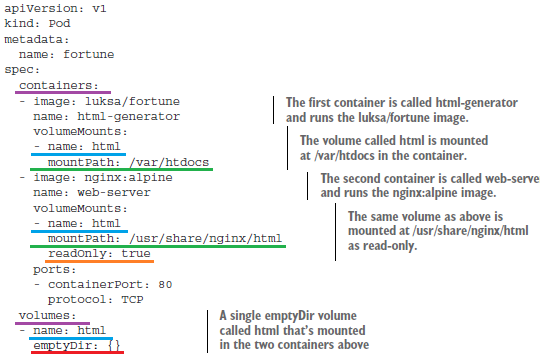 apiVersion: v1
kind: Pod
metadata:
  name: fortune
spec:
  containers:
  - image: luksa/fortune
    name: html-generator
    volumeMounts:
    - name: html
      mountPath: /var/htdocs
  - image: nginx:alpine
    name: web-server
    volumeMounts:
    - name: html
      mountPath: /usr/share/nginx/html
      readOnly: true
    ports:
    - containerPort: 80
      protocol: TCP
  volumes:
  - name: html
    emptyDir: {}
The first container is called html-generator
and runs the luksa/fortune image.
The volume called html is mounted
at /var/htdocs in the container.
The second container is called web-serve
and runs the nginx:alpine image.
The same volume as above is
mounted at /usr/share/nginx/html
as read-only.
A single emptyDir volume
called html that's mounted
in the two containers above